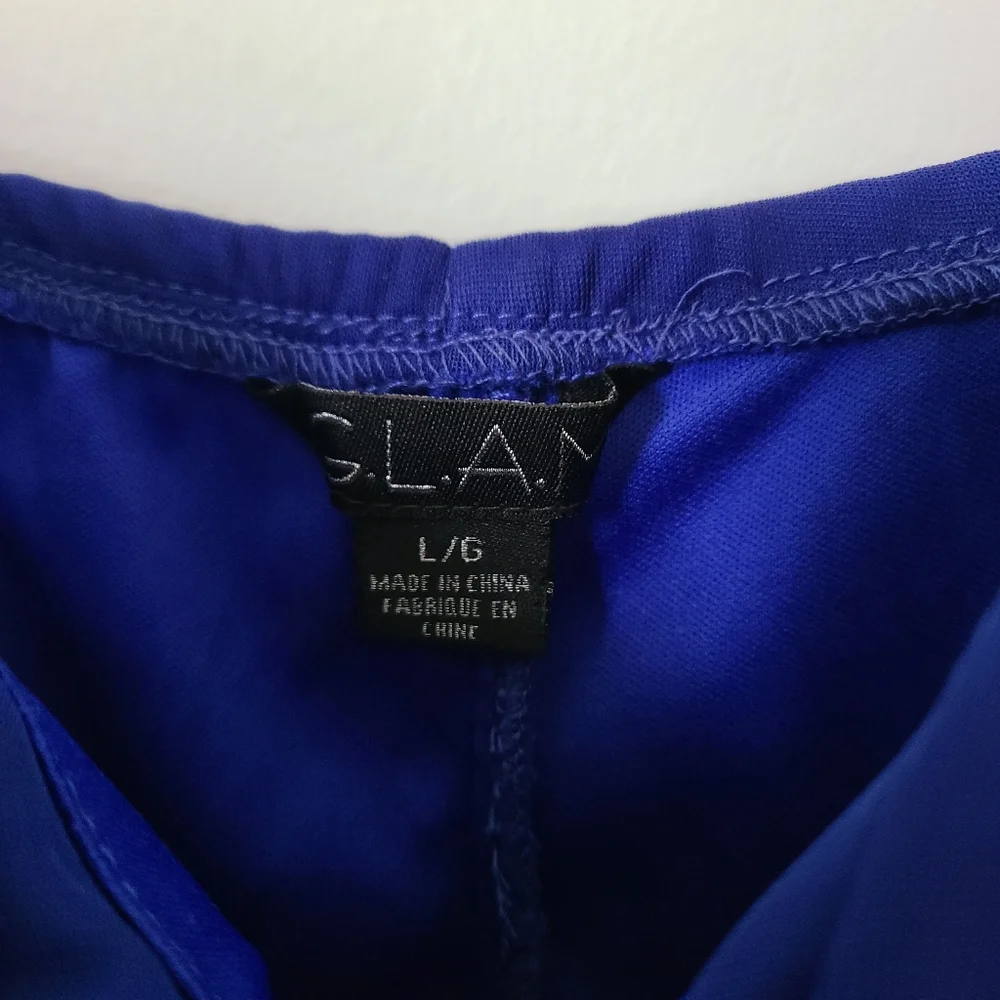 G.L.A.M
L/G
MADE IN CHINA
FABRIQUE EN
CHINE